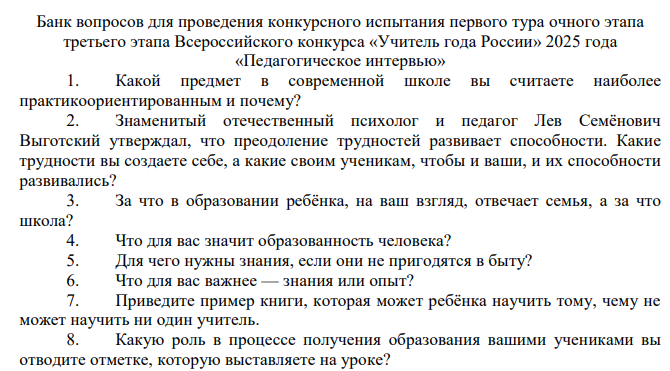 Банк вопросов для проведения конкурсного испытания первого тура очного этапа
третьего этапа Всероссийского конкурса «Учитель года России» 2025 года
«Педагогическое интервью»
1. Какой предмет в современной школе вы считаете наиболее
практикоориентированным и почему?
2. Знаменитый отечественный психолог и педагог Лев Семёнович
Выготский утверждал, что преодоление трудностей развивает способности. Какие
трудности вы создаете себе, а какие своим ученикам, чтобы и ваши, и их способности
развивались?
3. За что в образовании ребёнка, на ваш взгляд, отвечает семья, а за что
школа?
4. Что для вас значит образованность человека?
5. Для чего нужны знания, если они не пригодятся в быту?
6. Что для вас важнее — знания или опыт?
7. Приведите пример книги, которая может ребёнка научить тому, чему не
может научить ни один учитель.
8. Какую роль в процессе получения образования вашими учениками вы
отводите отметке, которую выставляете на уроке?